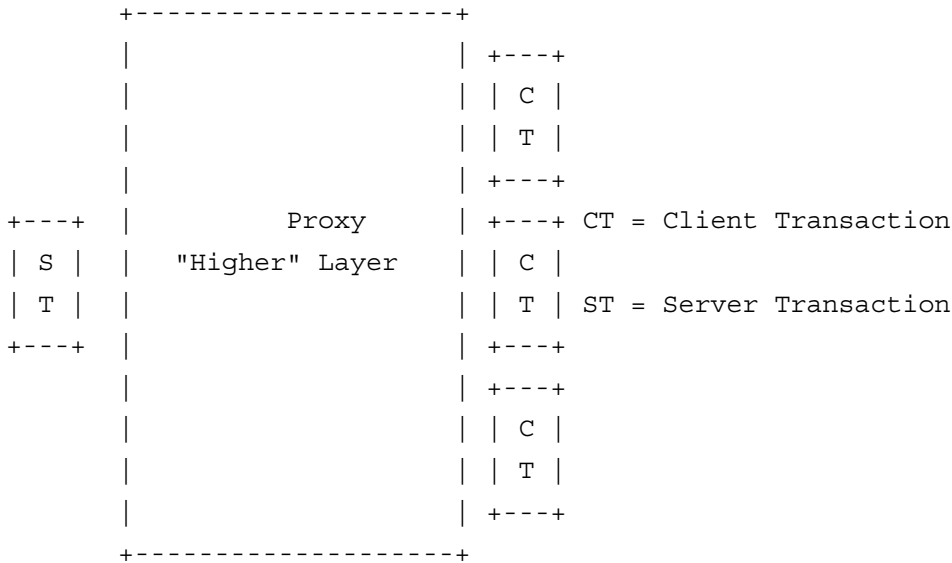 +--------------------+
|                    | +---+
|                    | | C |
|                    | | T |
|                    | +---+
+---+ |       Proxy        | +---+ CT = Client Transaction
| S | |  "Higher" Layer    | | C |
| T | |                    | | T | ST = Server Transaction
+---+ |                    | +---+
|                    | +---+
|                    | | C |
|                    | | T |
|                    | +---+
+--------------------+